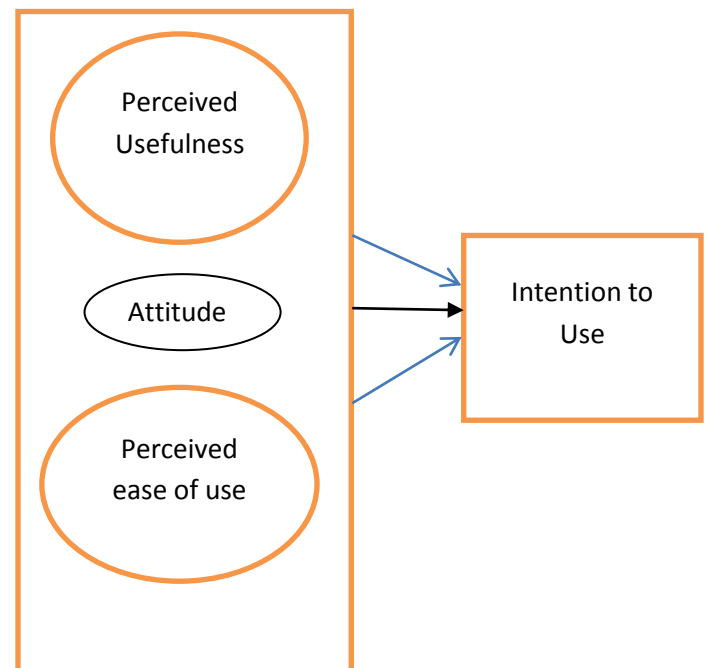 Perceived
Usefulness
Attitude
Perceived
ease of use
Intention to
Use